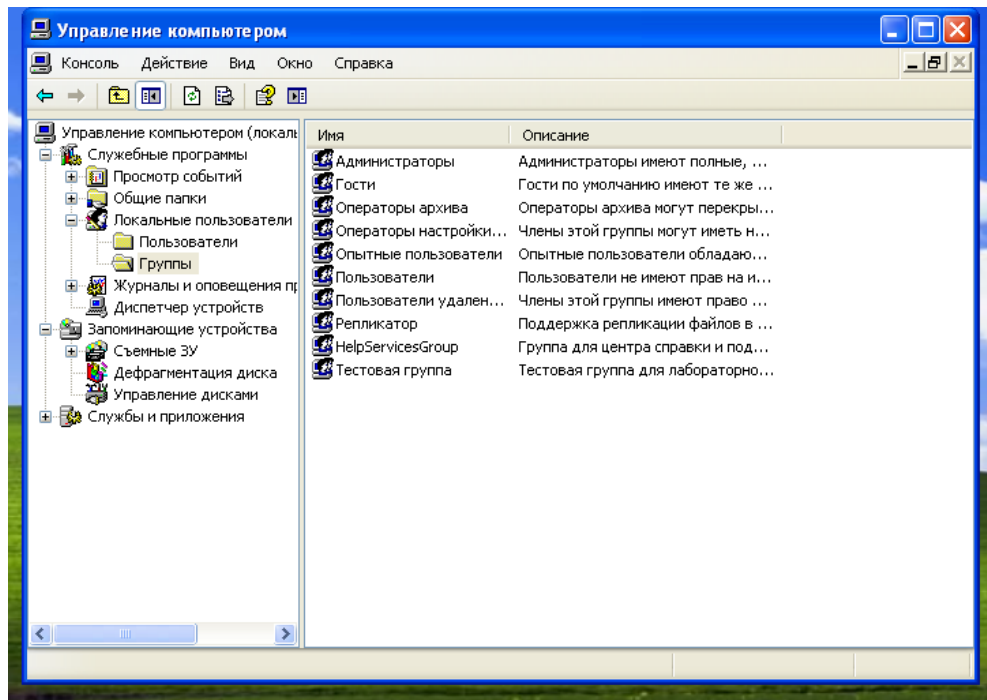 Управление компьютером
Консоль Действие Вид Окно Справка
Управление компьютером (локаль
Служебные программы
Просмотр событий
Общие папки
Локальные пользователи
Пользователи
Группы
Журналы и оповещения пр
Диспетчер устройств
Запоминающие устройства
Съемные ЗУ
Дефрагментация диска
Управление дисками
Службы и приложения
Имя Описание
Администраторы Администраторы имеют полные, ...
Гости Гости по умолчанию имеют те же ...
Операторы архива Операторы архива могут перекры...
Операторы настройки... Члены этой группы могут иметь н...
Опытные пользователи Опытные пользователи обладаю...
Пользователи Пользователи не имеют прав на и...
Пользователи удален... Члены этой группы имеют право ...
Репликатор Поддержка репликации файлов в ...
HelpServicesGroup Группа для центра справки и под...
Тестовая группа Тестовая группа для лабораторно...